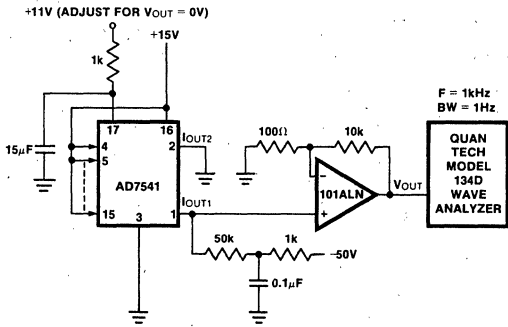 +11V (ADJUST FOR VOUT = 0V)
+15V
1k
15μF
17
16
4
5
15
2
IOUT2
AD7541
3
1
IOUT1
100Ω
10k
−
+
101ALN
VOUT
F = 1kHz
BW = 1Hz
QUAN
TECH
MODEL
134D
WAVE
ANALYZER
50k
1k
−50V
0.1μF